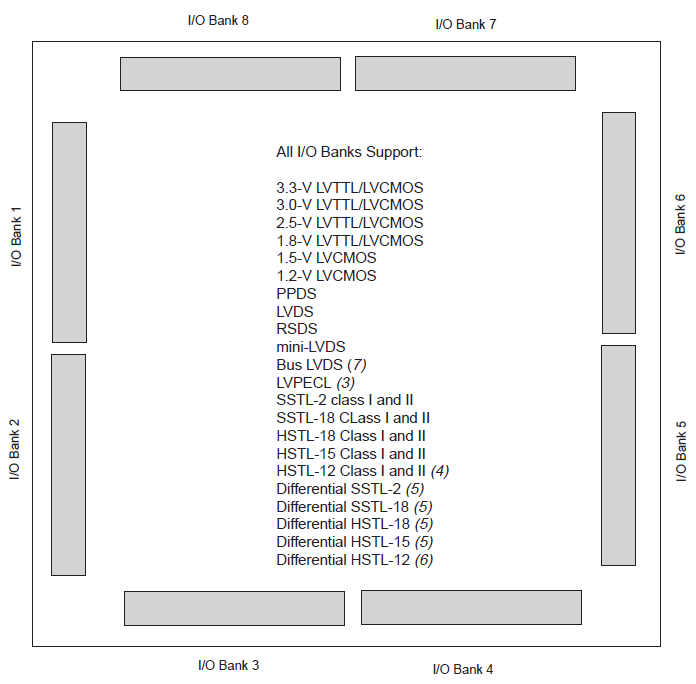 I/O Bank 8
I/O Bank 7
All I/O Banks Support:
3.3-V LVTTL/LVCMOS
3.0-V LVTTL/LVCMOS
2.5-V LVTTL/LVCMOS
1.8-V LVTTL/LVCMOS
1.5-V LVCMOS
1.2-V LVCMOS
PPDS
LVDS
RSDS
mini-LVDS
Bus LVDS (7)
LVPECL (3)
SSTL-2 class I and II
SSTL-18 CLass I and II
HSTL-18 Class I and II
HSTL-15 Class I and II
HSTL-12 Class I and II (4)
Differential SSTL-2 (5)
Differential SSTL-18 (5)
Differential HSTL-18 (5)
Differential HSTL-15 (5)
Differential HSTL-12 (6)
I/O Bank 1
I/O Bank 2
I/O Bank 6
I/O Bank 5
I/O Bank 3
I/O Bank 4